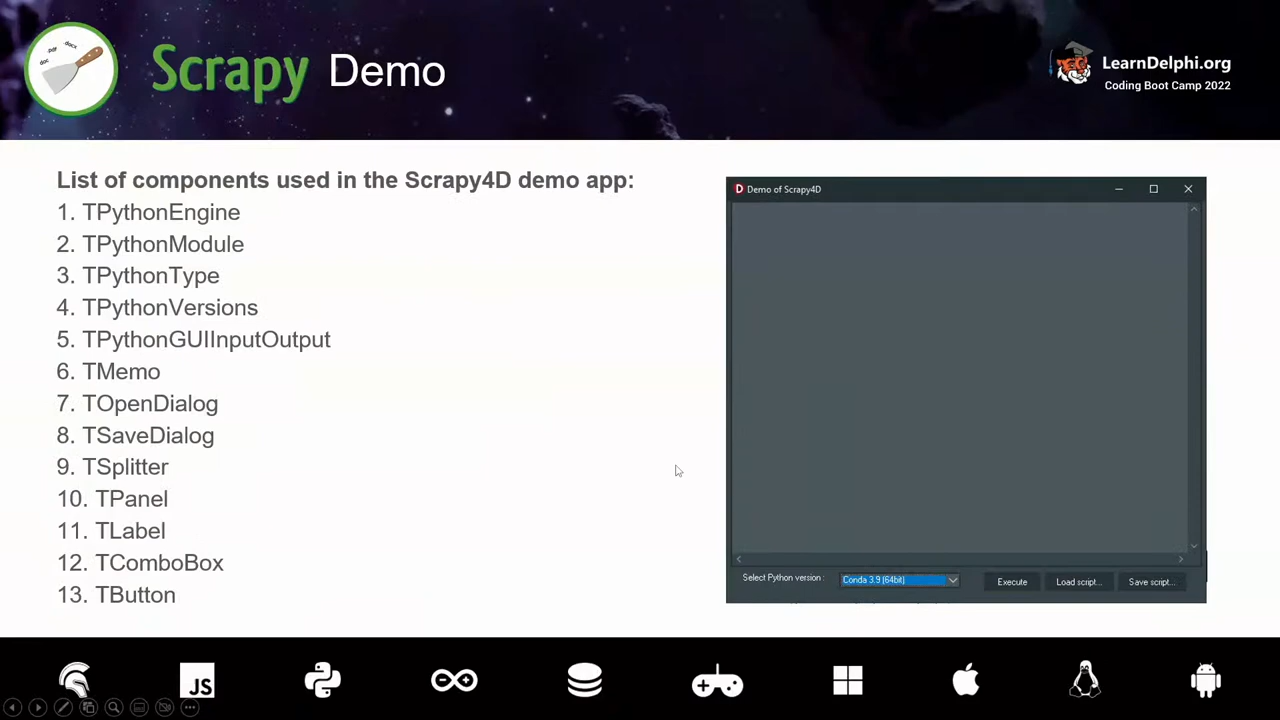 .doc .pdf .docx
Scrapy Demo
LearnDelphi.org
Coding Boot Camp 2022
List of components used in the Scrapy4D demo app:
1. TPythonEngine
2. TPythonModule
3. TPythonType
4. TPythonVersions
5. TPythonGUIInputOutput
6. TMemo
7. TOpenDialog
8. TSaveDialog
9. TSplitter
10. TPanel
11. TLabel
12. TComboBox
13. TButton
D Demo of Scrapy4D
Select Python version : Conda 3.9 (64bit) Execute Load script... Save script...
JS